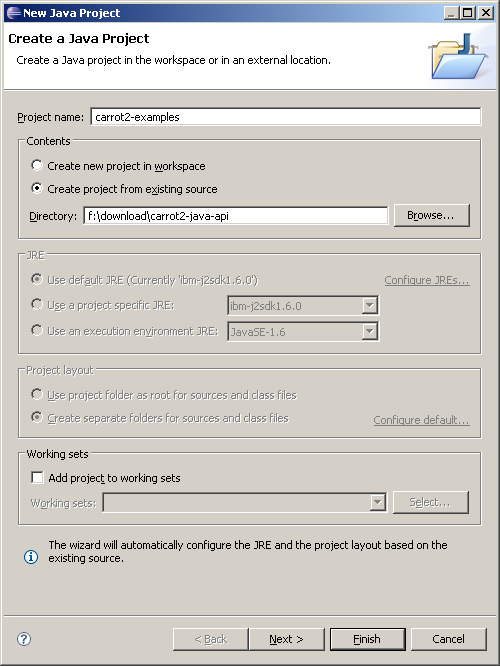 New Java Project
Create a Java Project
Create a Java project in the workspace or in an external location.
Project name: carrot2-examples
Contents
Create new project in workspace
Create project from existing source
Directory: f:\download\carrot2-java-api Browse...
JRE
Use default JRE (Currently 'ibm-j2sdk1.6.0') Configure JREs...
Use a project specific JRE: ibm-j2sdk1.6.0
Use an execution environment JRE: JavaSE-1.6
Project layout
Use project folder as root for sources and class files
Create separate folders for sources and class files Configure default...
Working sets
Add project to working sets
Working sets: Select...
The wizard will automatically configure the JRE and the project layout based on the
existing source.
? < Back Next > Finish Cancel